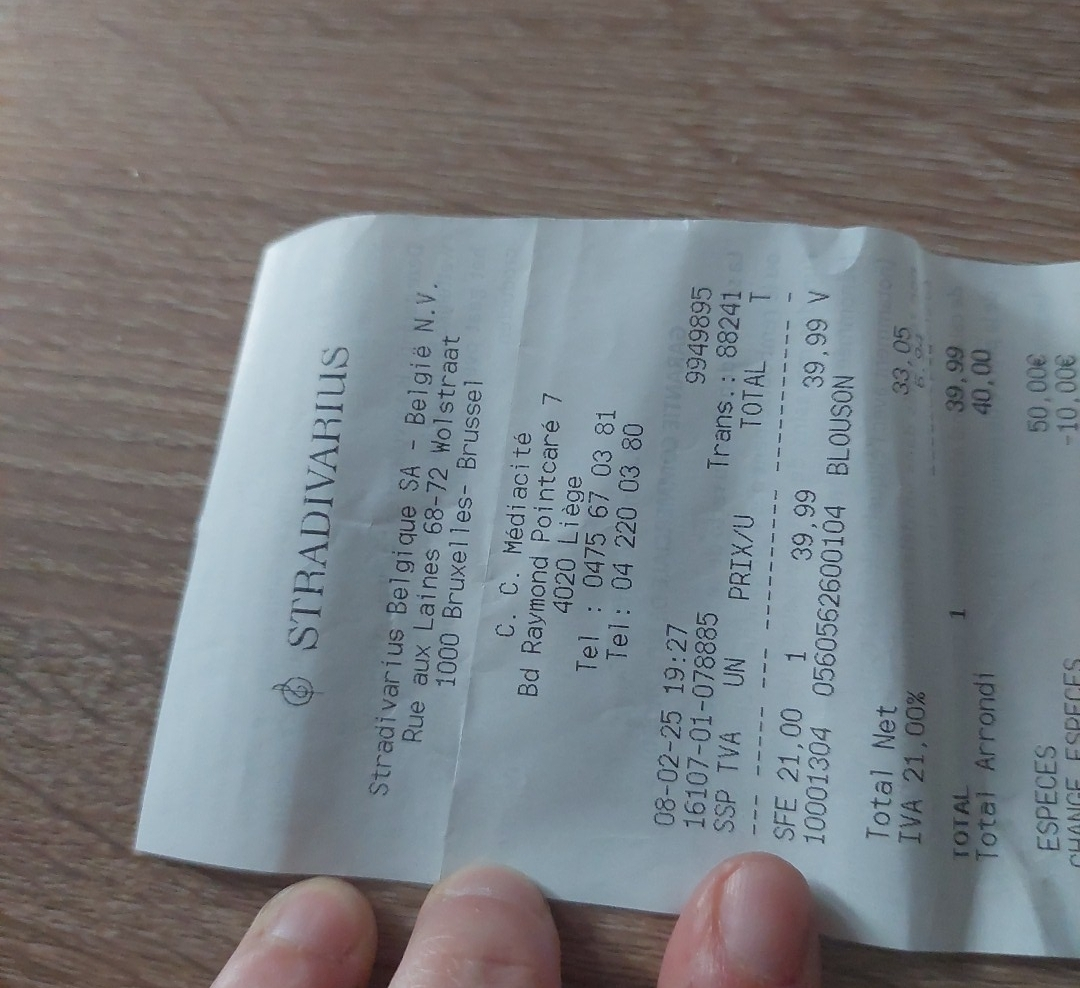 STRADIVARIUS
Stradivarius Belgique SA - België N.V.
Rue aux Laines 68-72 Wolstraat
1000 Bruxelles- Brussel
C. C. Médiacité
Bd Raymond Pointcaré 7
4020 Liège
Tel : 0475 67 03 81
Tel: 04 220 03 80
08-02-25 19:27 9949895
16107-01-078885 Trans.: 88241
SSP TVA UN PRIX/U TOTAL T
SFE 21,00 1 39,99 39,99 V
10001304 0560562600104 BLOUSON
Total Net 33,05
IVA 21,00% 6,94
TOTAL 1 39,99
Total Arrondi 40,00
ESPECES 50,00€
CHANGE ESPECES -10,00€